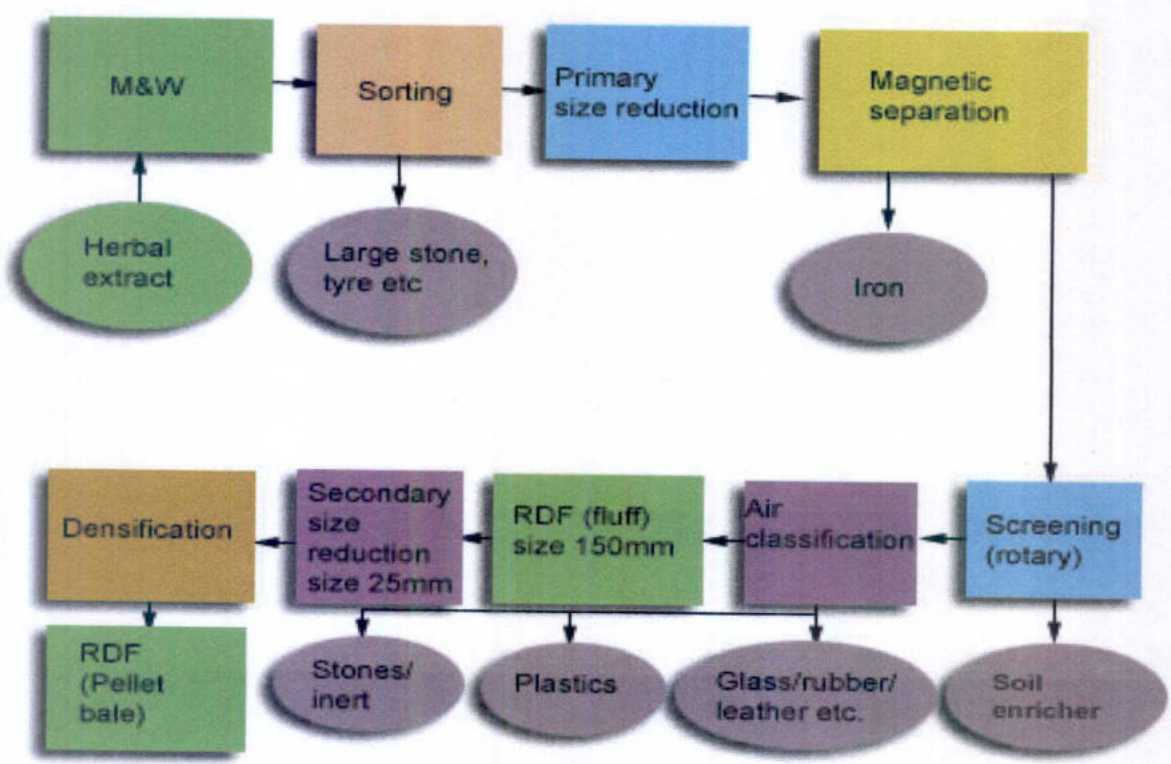 M&W
Sorting
Primary
size reduction
Magnetic
separation
Herbal
extract
Large stone,
tyre etc
Iron
Densification
Secondary
size
reduction
size 25mm
RDF (fluff)
size 150mm
Air
classification
Screening
(rotary)
RDF
(Pellet
bale)
Stones/
inert
Plastics
Glass/rubber/
leather etc.
Soil
enricher